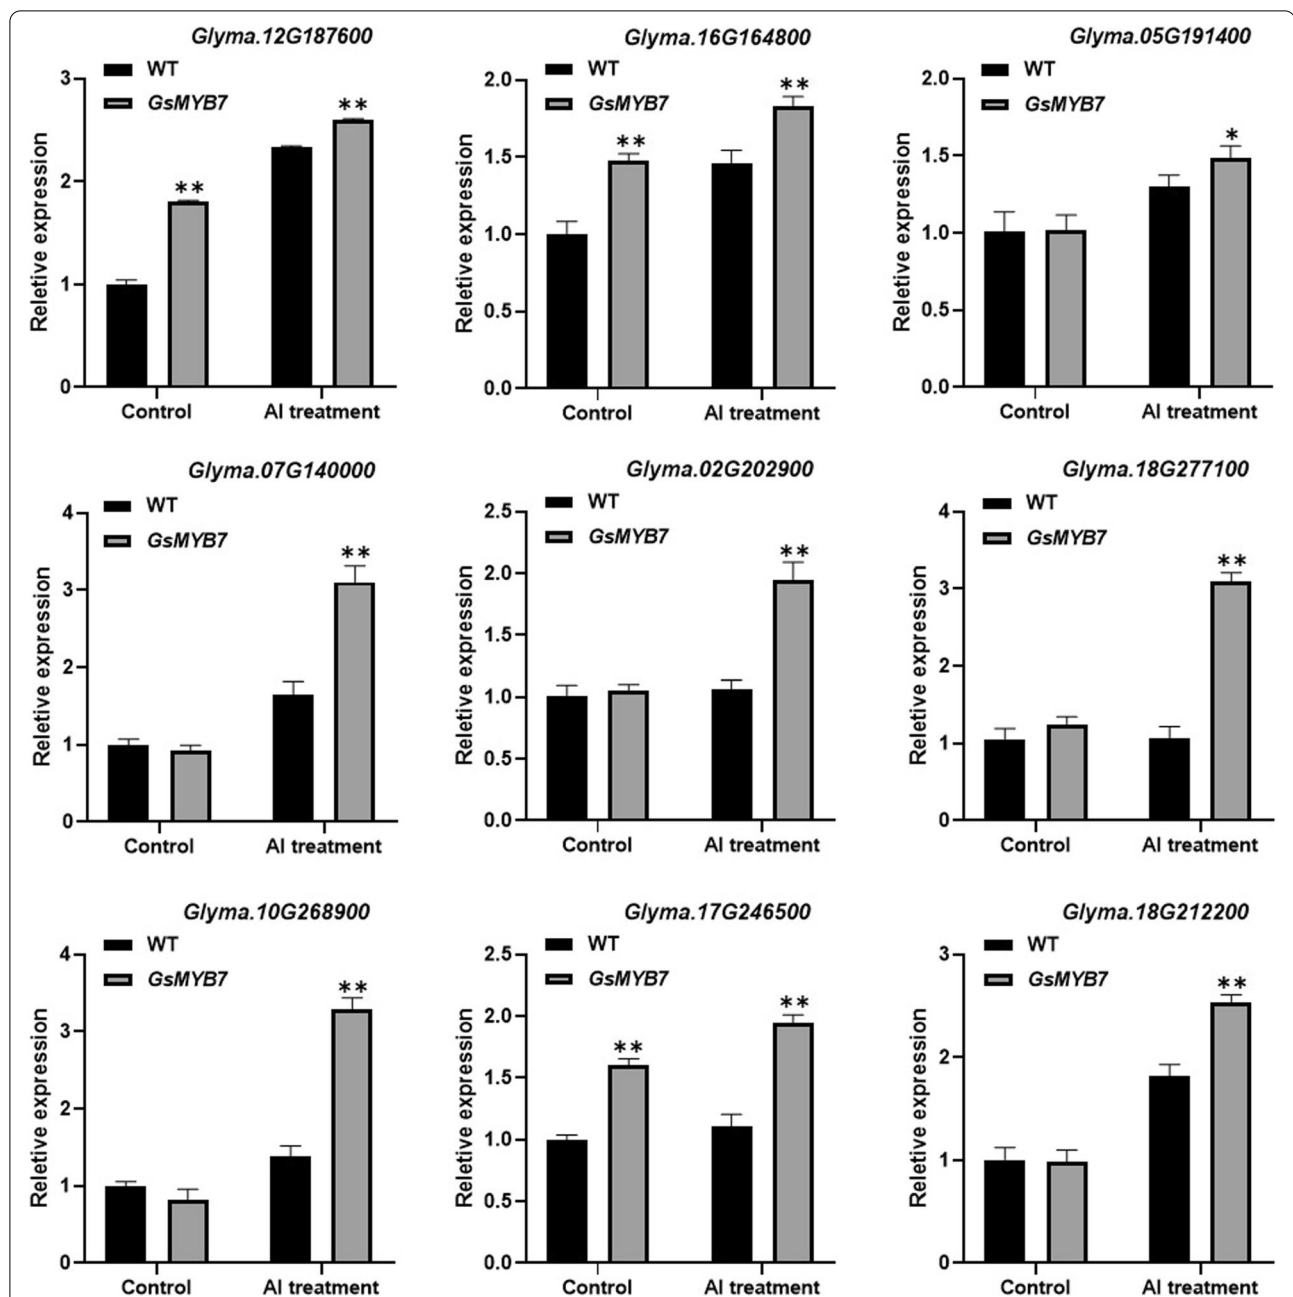 Glyma.12G187600
WT
GsMYB7
3
2
1
0
Reletive expression
**
**
Control
Al treatment
Glyma.16G164800
WT
GsMYB7
2.0
1.5
1.0
0.5
0.0
Reletive expression
**
**
Control
Al treatment
Glyma.05G191400
WT
GsMYB7
2.0
1.5
1.0
0.5
0.0
Reletive expression
*
Control
Al treatment
Glyma.07G140000
WT
GsMYB7
4
3
2
1
0
Reletive expression
**
Control
Al treatment
Glyma.02G202900
WT
GsMYB7
2.5
2.0
1.5
1.0
0.5
0.0
Reletive expression
**
Control
Al treatment
Glyma.18G277100
WT
GsMYB7
4
3
2
1
0
Reletive expression
**
Control
Al treatment
Glyma.10G268900
WT
GsMYB7
4
3
2
1
0
Reletive expression
**
Control
Al treatment
Glyma.17G246500
WT
GsMYB7
2.5
2.0
1.5
1.0
0.5
0.0
Reletive expression
**
**
Control
Al treatment
Glyma.18G212200
WT
GsMYB7
3
2
1
0
Reletive expression
**
Control
Al treatment